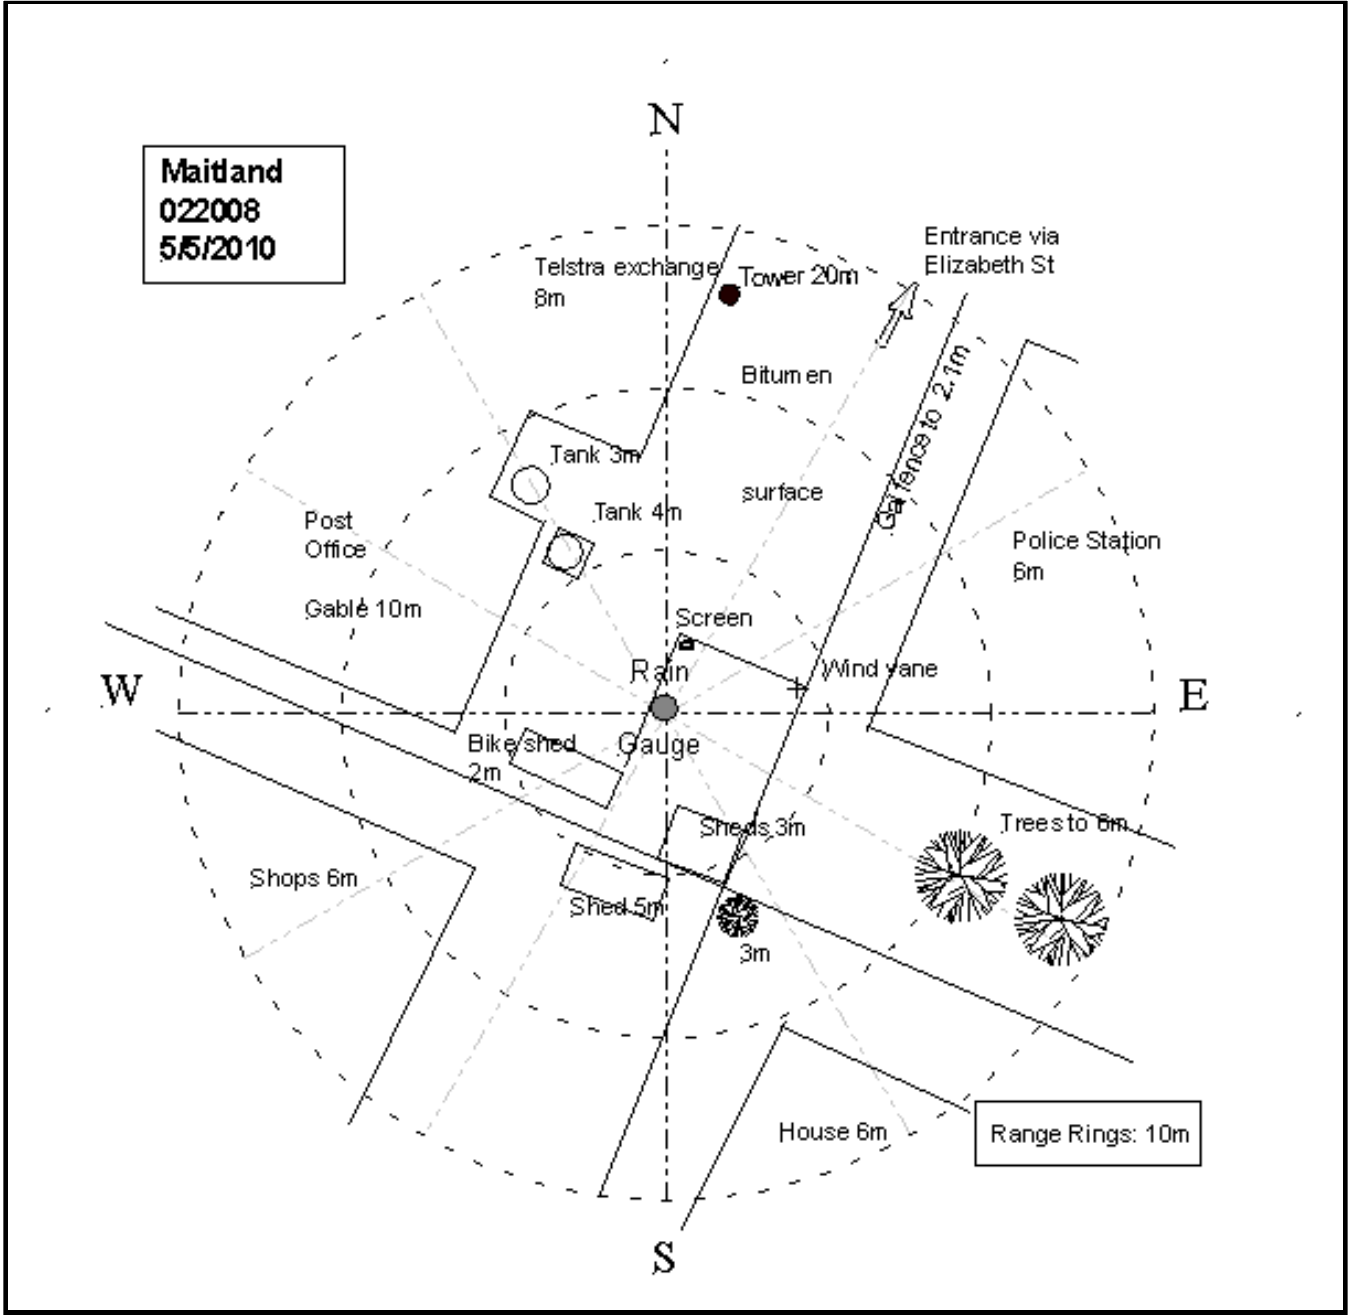 N
Maitland
022008
5/5/2010
Entrance via
Elizabeth St
Telstra exchange
8m
Tower 20m
Bitumen
Gal fence to 2.1m
Tank 3m
surface
Tank 4m
Post
Office
Police Station
6m
Gable 10m
Screen
Rain
Wind vane
W
E
Bike shed
2m
Gauge
Sheds 3m
Trees to 6m
Shops 6m
Shed 5m
3m
House 6m
Range Rings: 10m
S